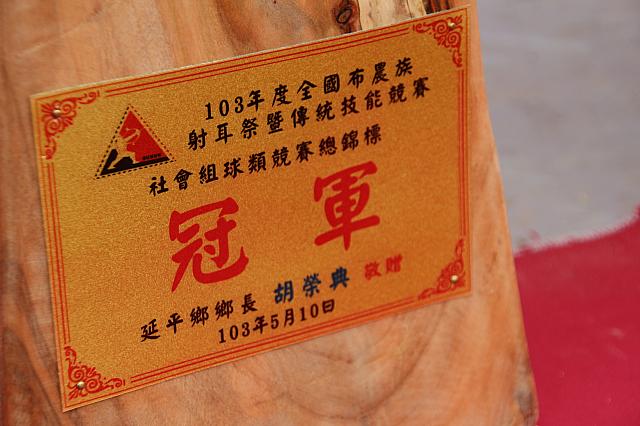 103年度全國布農族
射耳祭暨傳統技能競賽
社會組球類競賽總錦標
冠軍
延平鄉鄉長 胡榮典 敬贈
103年5月10日